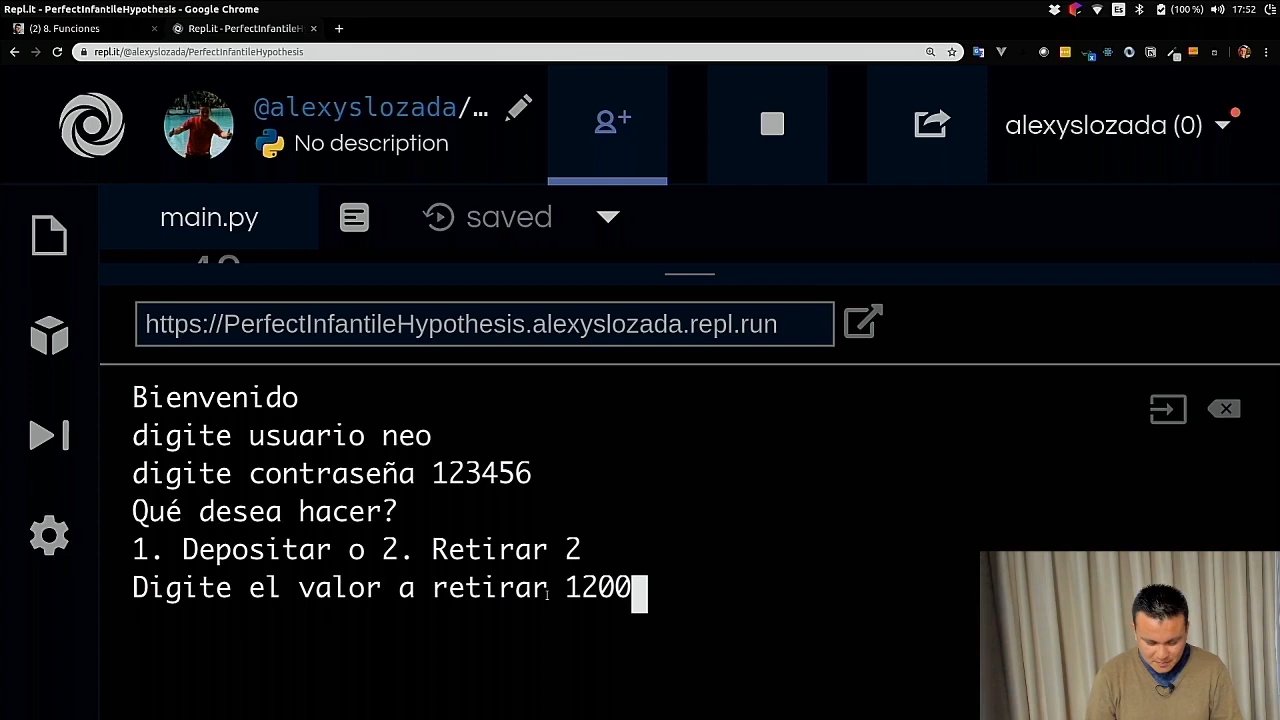 Repl.it - PerfectInfantileHypothesis - Google Chrome
(100 %) 17:52
Es
(2) 8. Funciones
Repl.it - PerfectInfantileH
repl.it/@alexyslozada/PerfectInfantileHypothesis
@alexyslozada/...
No description
alexyslozada (0)
main.py
saved
https://PerfectInfantileHypothesis.alexyslozada.repl.run
Bienvenido
digite usuario neo
digite contraseña 123456
Qué desea hacer?
1. Depositar o 2. Retirar 2
Digite el valor a retirar 1200